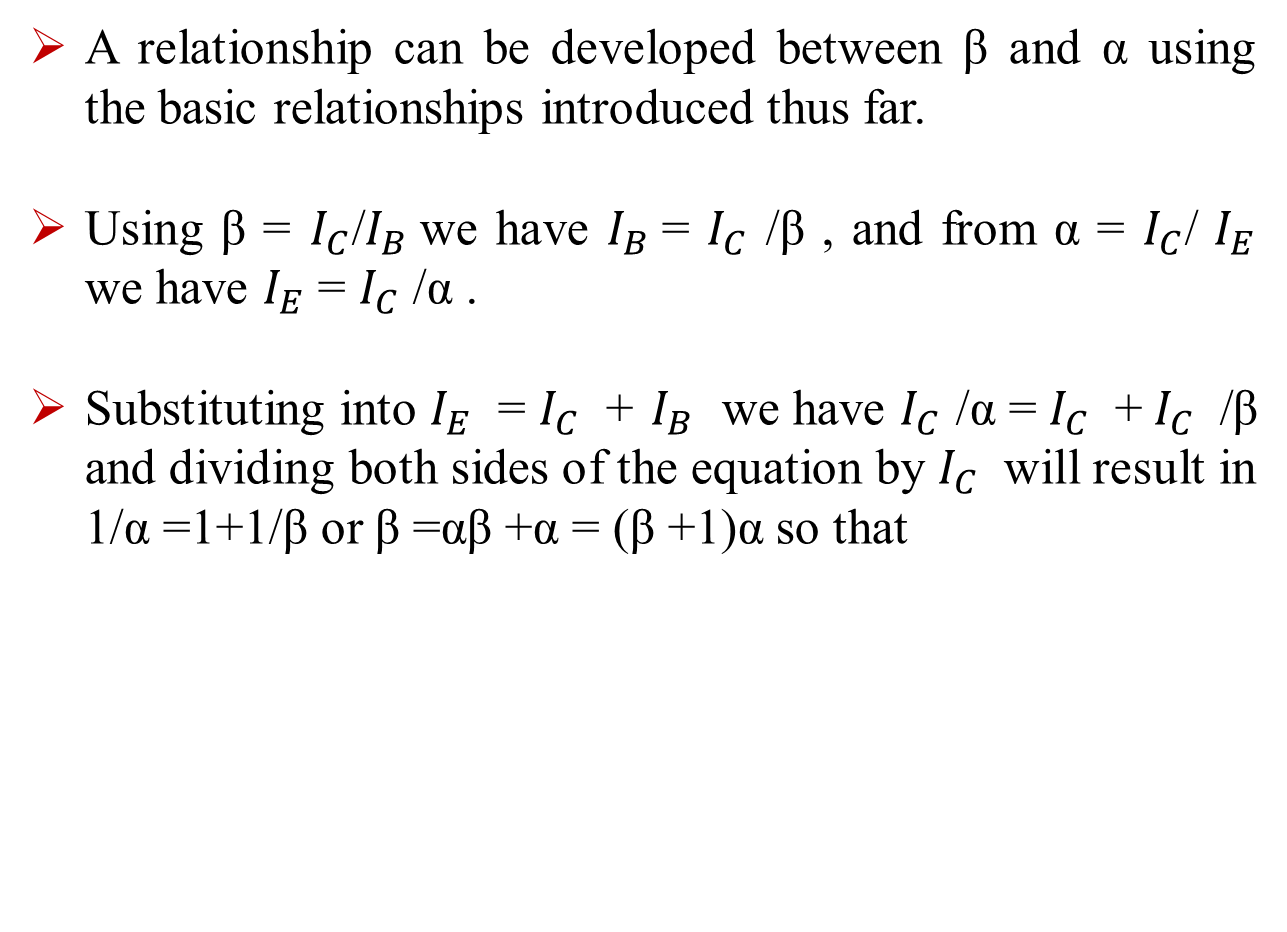 ➢ A relationship can be developed between β and α using
the basic relationships introduced thus far.
➢ Using β = I_C/I_B we have I_B = I_C /β , and from α = I_C/ I_E
we have I_E = I_C /α .
➢ Substituting into I_E = I_C + I_B we have I_C /α = I_C + I_C /β
and dividing both sides of the equation by I_C will result in
1/α =1+1/β or β =αβ +α = (β +1)α so that